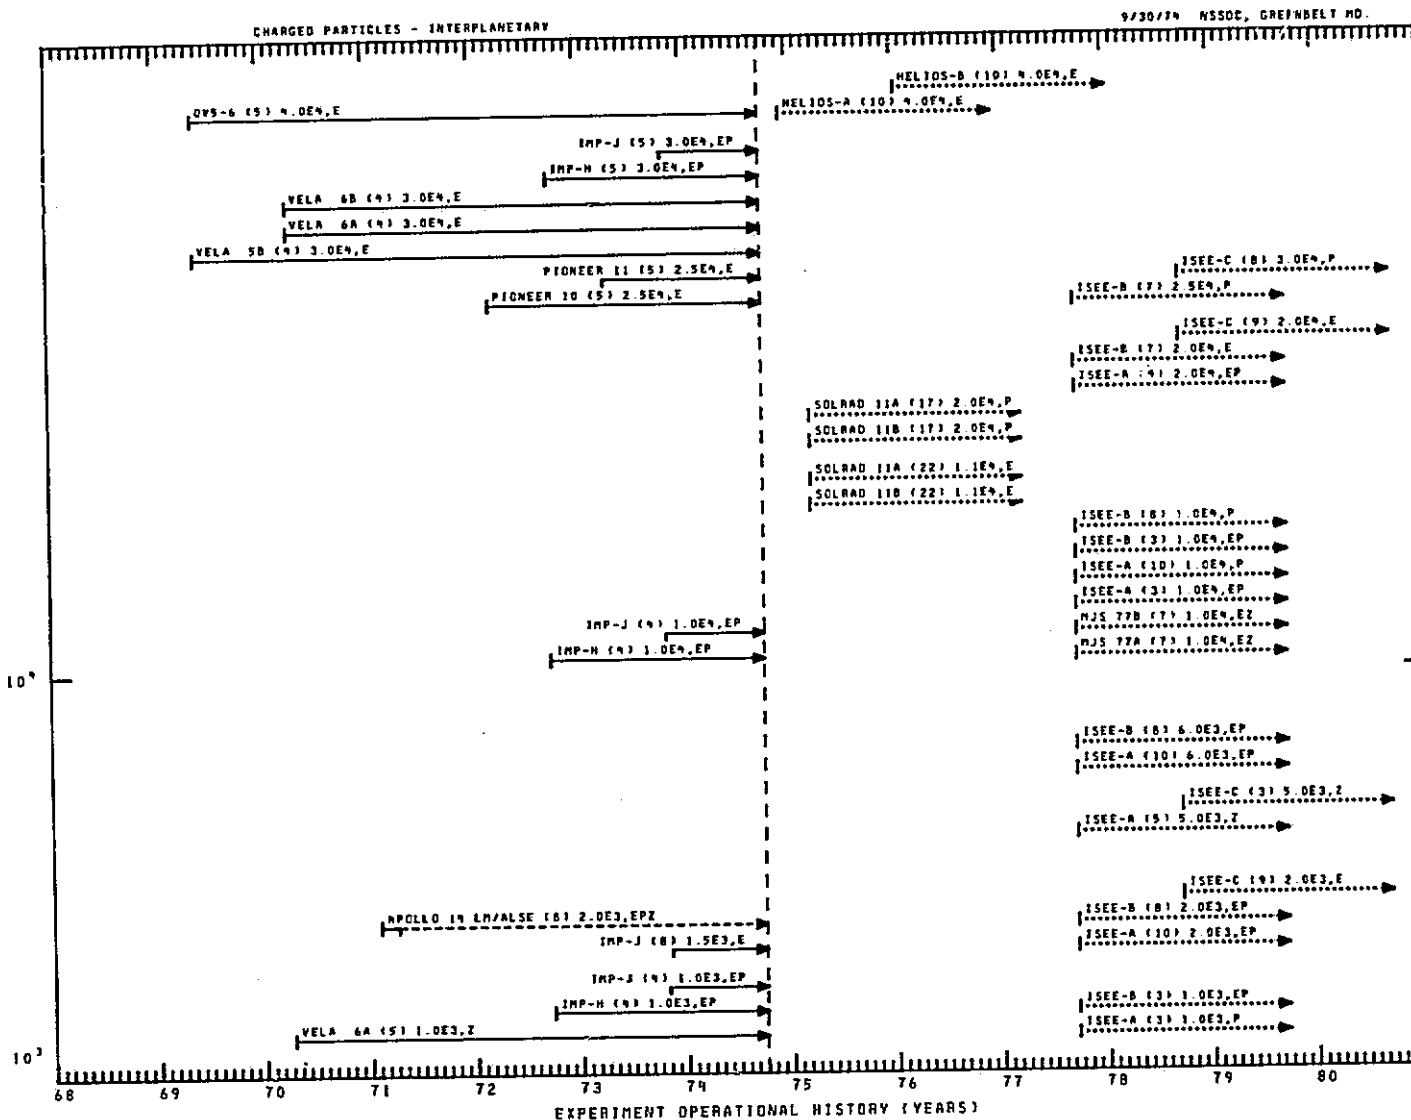 CHARGED PARTICLES - INTERPLANETARY
9/30/74 NSSDC, GREENBELT MD.
HELIOS-B (10) 4.0E4,E
HELIOS-A (10) 4.0E4,E
OV5-6 (5) 4.0E4,E
IMP-J (5) 3.0E4,EP
IMP-H (5) 3.0E4,EP
VELA 6B (4) 3.0E4,E
VELA 6A (4) 3.0E4,E
VELA 5B (4) 3.0E4,E
ISEE-C (8) 3.0E4,P
PIONEER 11 (5) 2.5E4,E
ISEE-B (7) 2.5E4,P
PIONEER 10 (5) 2.5E4,E
ISEE-C (9) 2.0E4,E
ISEE-B (7) 2.0E4,E
ISEE-A (4) 2.0E4,EP
SOLRAD 11A (17) 2.0E4,P
SOLRAD 11B (17) 2.0E4,P
SOLRAD 11A (22) 1.1E4,E
SOLRAD 11B (22) 1.1E4,E
ISEE-B (8) 1.0E4,P
ISEE-B (3) 1.0E4,EP
ISEE-A (10) 1.0E4,P
ISEE-A (3) 1.0E4,EP
MJS 77B (7) 1.0E4,EZ
IMP-J (4) 1.0E4,EP
MJS 77A (7) 1.0E4,EZ
IMP-H (4) 1.0E4,EP
10⁴
ISEE-B (8) 6.0E3,EP
ISEE-A (10) 6.0E3,EP
ISEE-C (3) 5.0E3,Z
ISEE-A (5) 5.0E3,Z
ISEE-C (9) 2.0E3,E
APOLLO 14 LM/ALSE (8) 2.0E3,EPZ
ISEE-B (8) 2.0E3,EP
IMP-J (8) 1.5E3,E
ISEE-A (10) 2.0E3,EP
IMP-J (4) 1.0E3,EP
IMP-H (4) 1.0E3,EP
ISEE-B (3) 1.0E3,EP
VELA 6A (5) 1.0E3,Z
ISEE-A (3) 1.0E3,P
10³
68 69 70 71 72 73 74 75 76 77 78 79 80
EXPERIMENT OPERATIONAL HISTORY (YEARS)